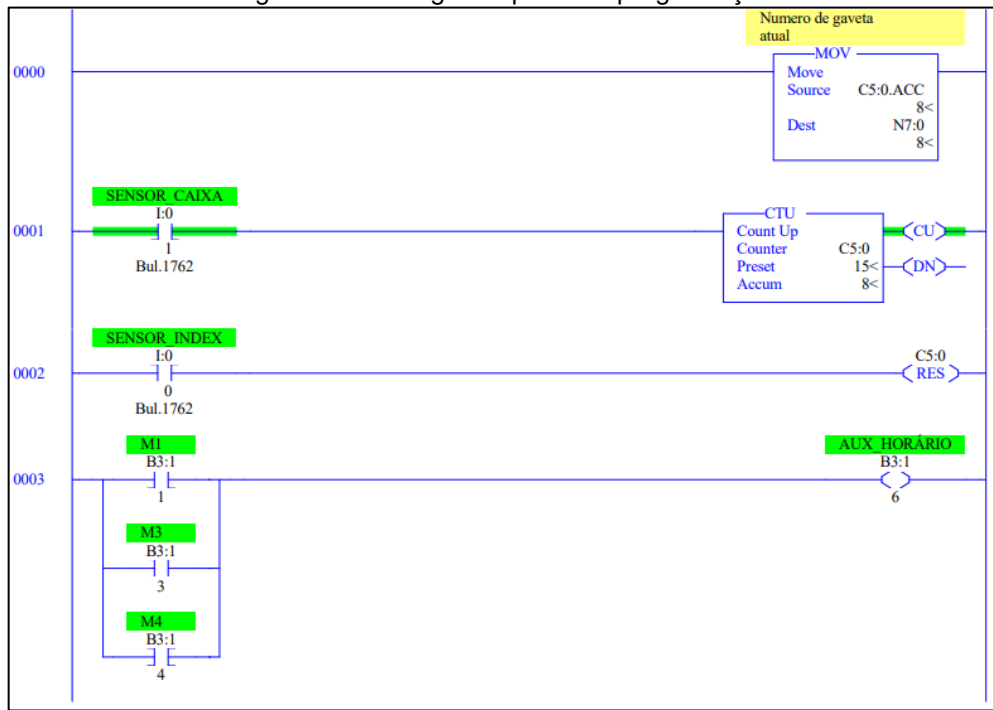 Numero de gaveta
atual
MOV
0000
Move
Source C5:0.ACC
8<
Dest N7:0
8<
SENSOR_CAIXA
I:0
0001
1
Bul.1762
CTU
Count Up
Counter C5:0
Preset 15<
Accum 8<
CU
DN
SENSOR_INDEX
I:0
0002
0
Bul.1762
C5:0
RES
M1
B3:1
0003
1
AUX_HORÁRIO
B3:1
6
M3
B3:1
3
M4
B3:1
4